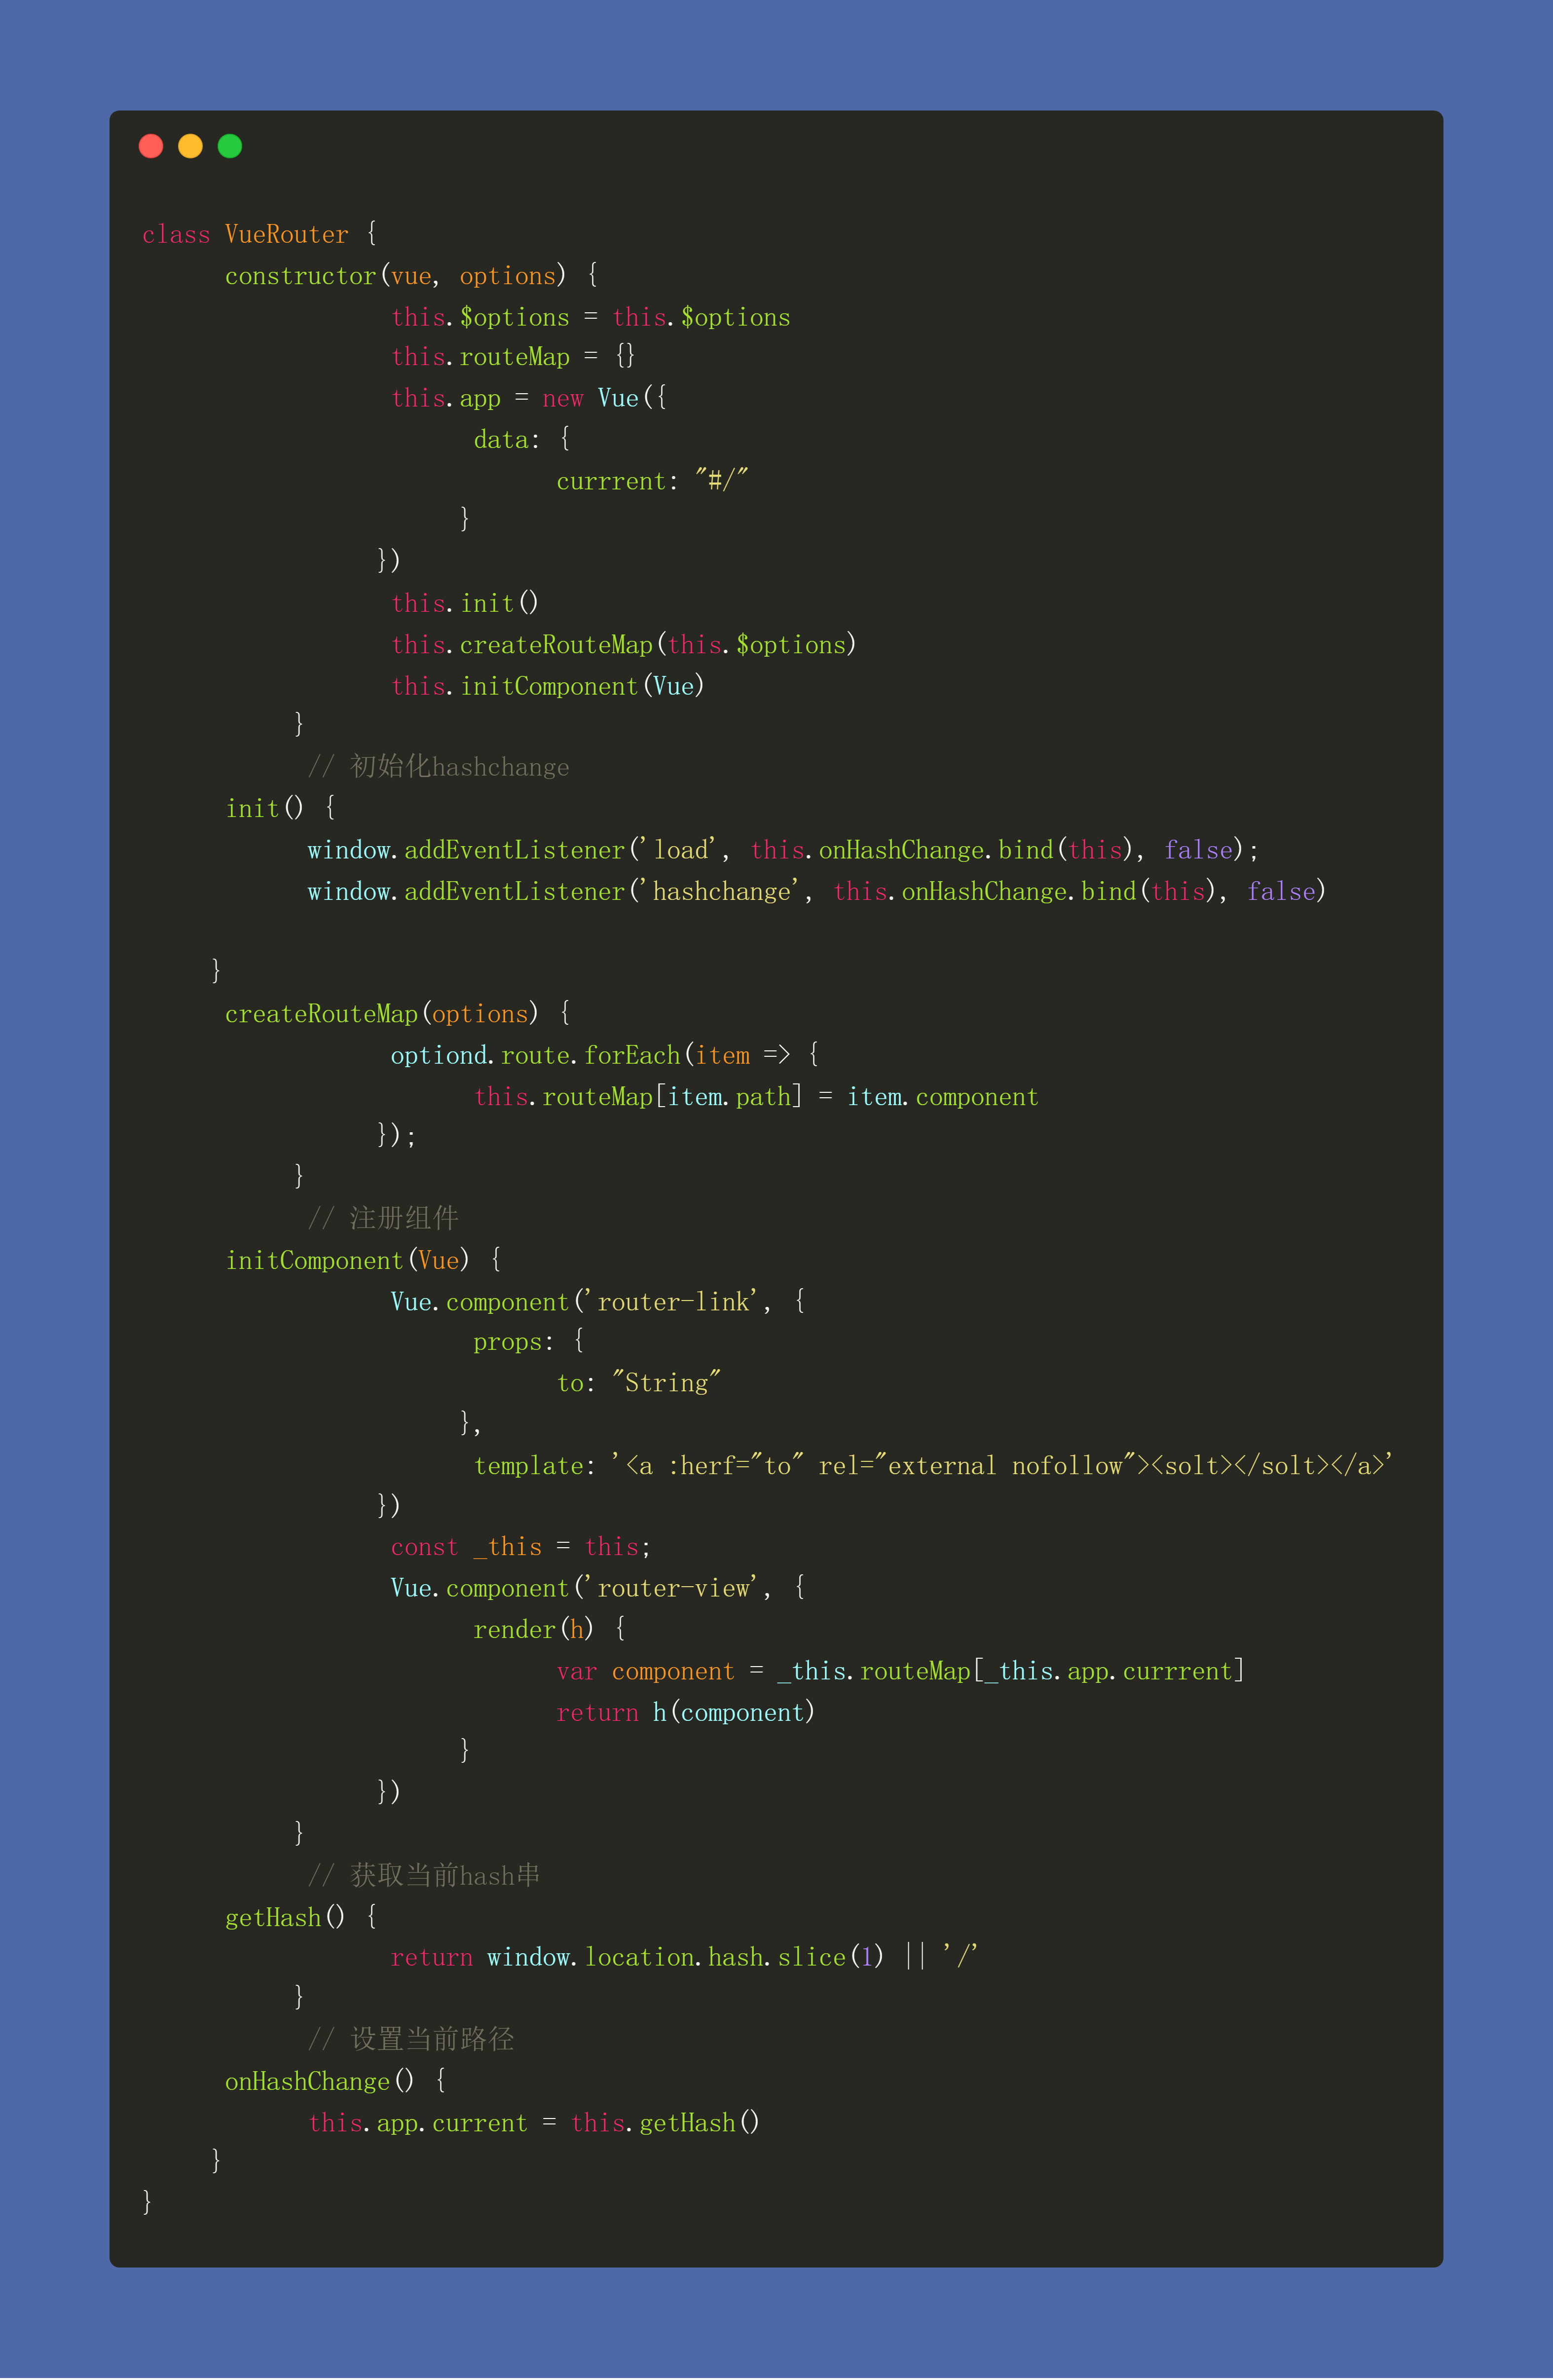 class VueRouter {
constructor(vue, options) {
this.$options = this.$options
this.routeMap = {}
this.app = new Vue({
data: {
currrent: "#/"
}
})
this.init()
this.createRouteMap(this.$options)
this.initComponent(Vue)
}
// 初始化hashchange
init() {
window.addEventListener('load', this.onHashChange.bind(this), false);
window.addEventListener('hashchange', this.onHashChange.bind(this), false)
}
createRouteMap(options) {
optiond.route.forEach(item => {
this.routeMap[item.path] = item.component
});
}
// 注册组件
initComponent(Vue) {
Vue.component('router-link', {
props: {
to: "String"
},
template: '<a :herf="to" rel="external nofollow"><solt></solt></a>'
})
const _this = this;
Vue.component('router-view', {
render(h) {
var component = _this.routeMap[_this.app.currrent]
return h(component)
}
})
}
// 获取当前hash串
getHash() {
return window.location.hash.slice(1) || '/'
}
// 设置当前路径
onHashChange() {
this.app.current = this.getHash()
}
}